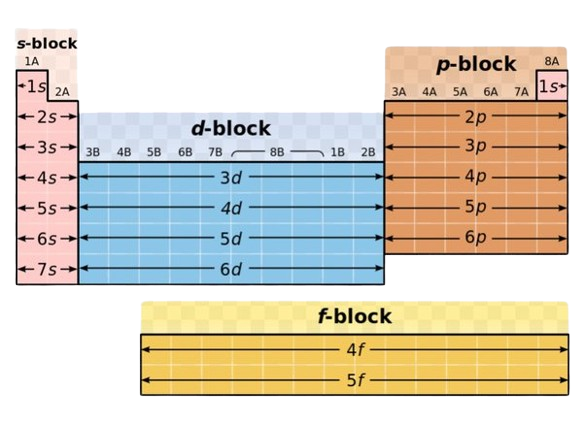 s-block
1A
1s
2A
p-block
8A
3A 4A 5A 6A 7A
1s
d-block
3B 4B 5B 6B 7B 8B 1B 2B
2s
2p
3s
3p
4s
3d
4p
5s
4d
5p
6s
5d
6p
7s
6d
f-block
4f
5f